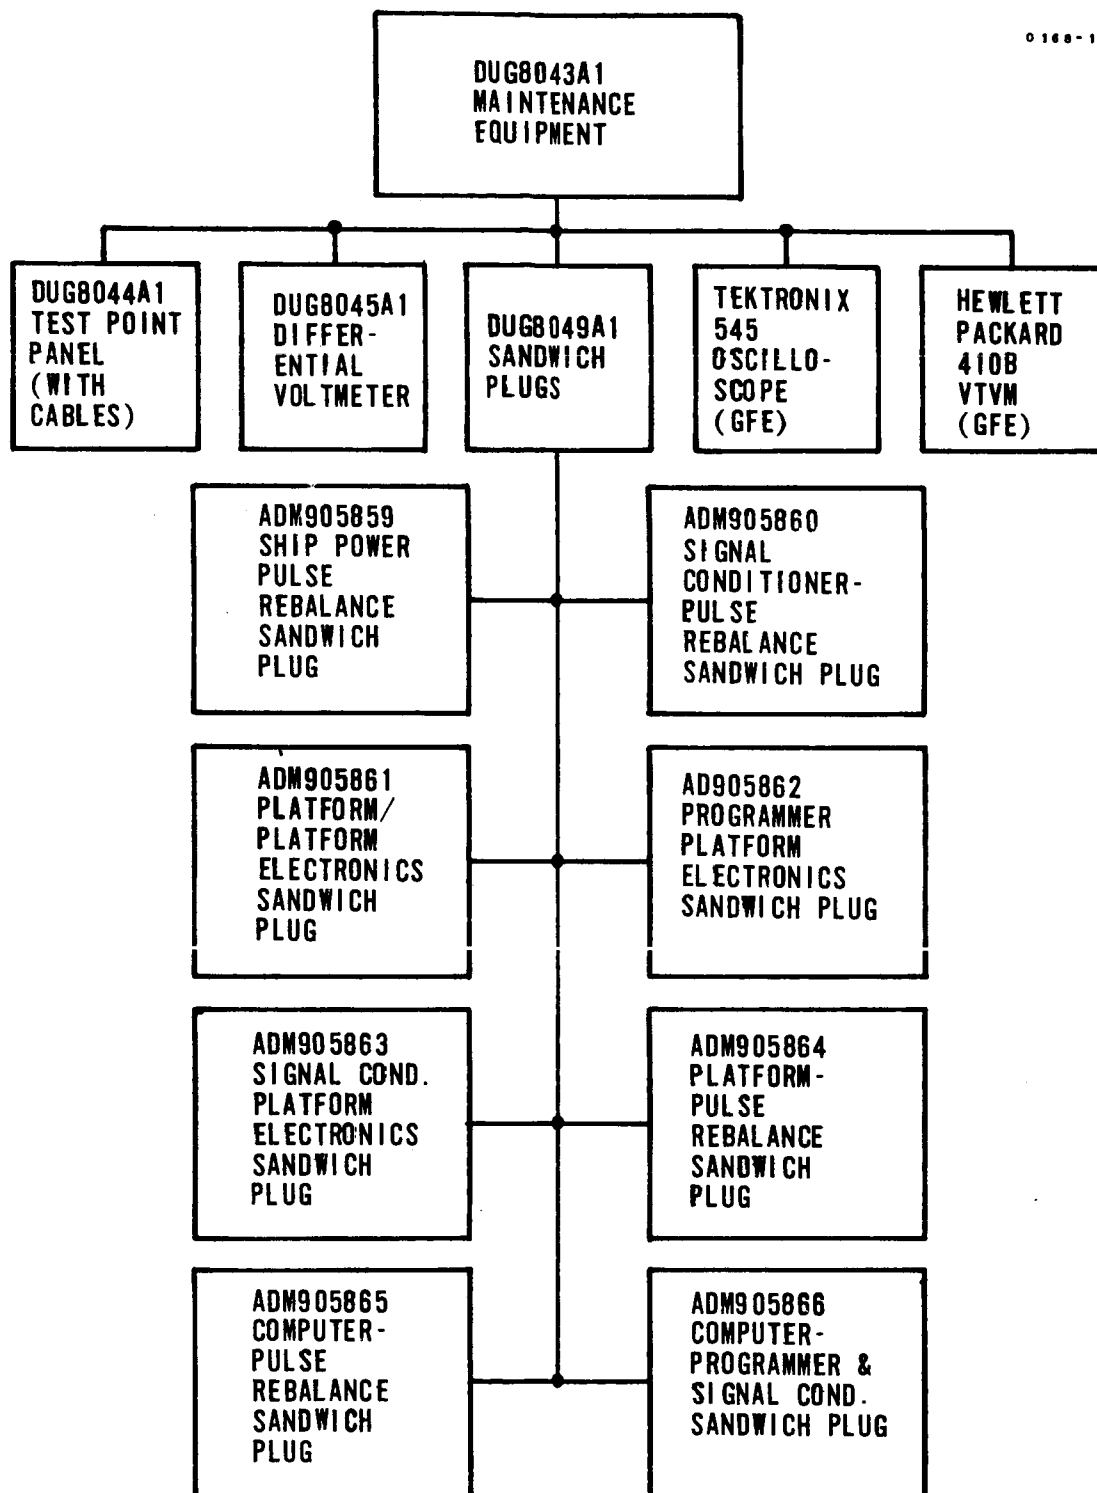 0168-1
DUG8043A1
MAINTENANCE
EQUIPMENT
DUG8044A1
TEST POINT
PANEL
(WITH
CABLES)
DUG8045A1
DIFFER-
ENTIAL
VOLTMETER
DUG8049A1
SANDWICH
PLUGS
TEKTRONIX
545
OSCILLO-
SCOPE
(GFE)
HEWLETT
PACKARD
410B
VTVM
(GFE)
ADM905859
SHIP POWER
PULSE
REBALANCE
SANDWICH
PLUG
ADM905860
SIGNAL
CONDITIONER-
PULSE
REBALANCE
SANDWICH PLUG
ADM905861
PLATFORM/
PLATFORM
ELECTRONICS
SANDWICH
PLUG
AD905862
PROGRAMMER
PLATFORM
ELECTRONICS
SANDWICH PLUG
ADM905863
SIGNAL COND.
PLATFORM
ELECTRONICS
SANDWICH
PLUG
ADM905864
PLATFORM-
PULSE
REBALANCE
SANDWICH
PLUG
ADM905865
COMPUTER-
PULSE
REBALANCE
SANDWICH
PLUG
ADM905866
COMPUTER-
PROGRAMMER &
SIGNAL COND.
SANDWICH PLUG